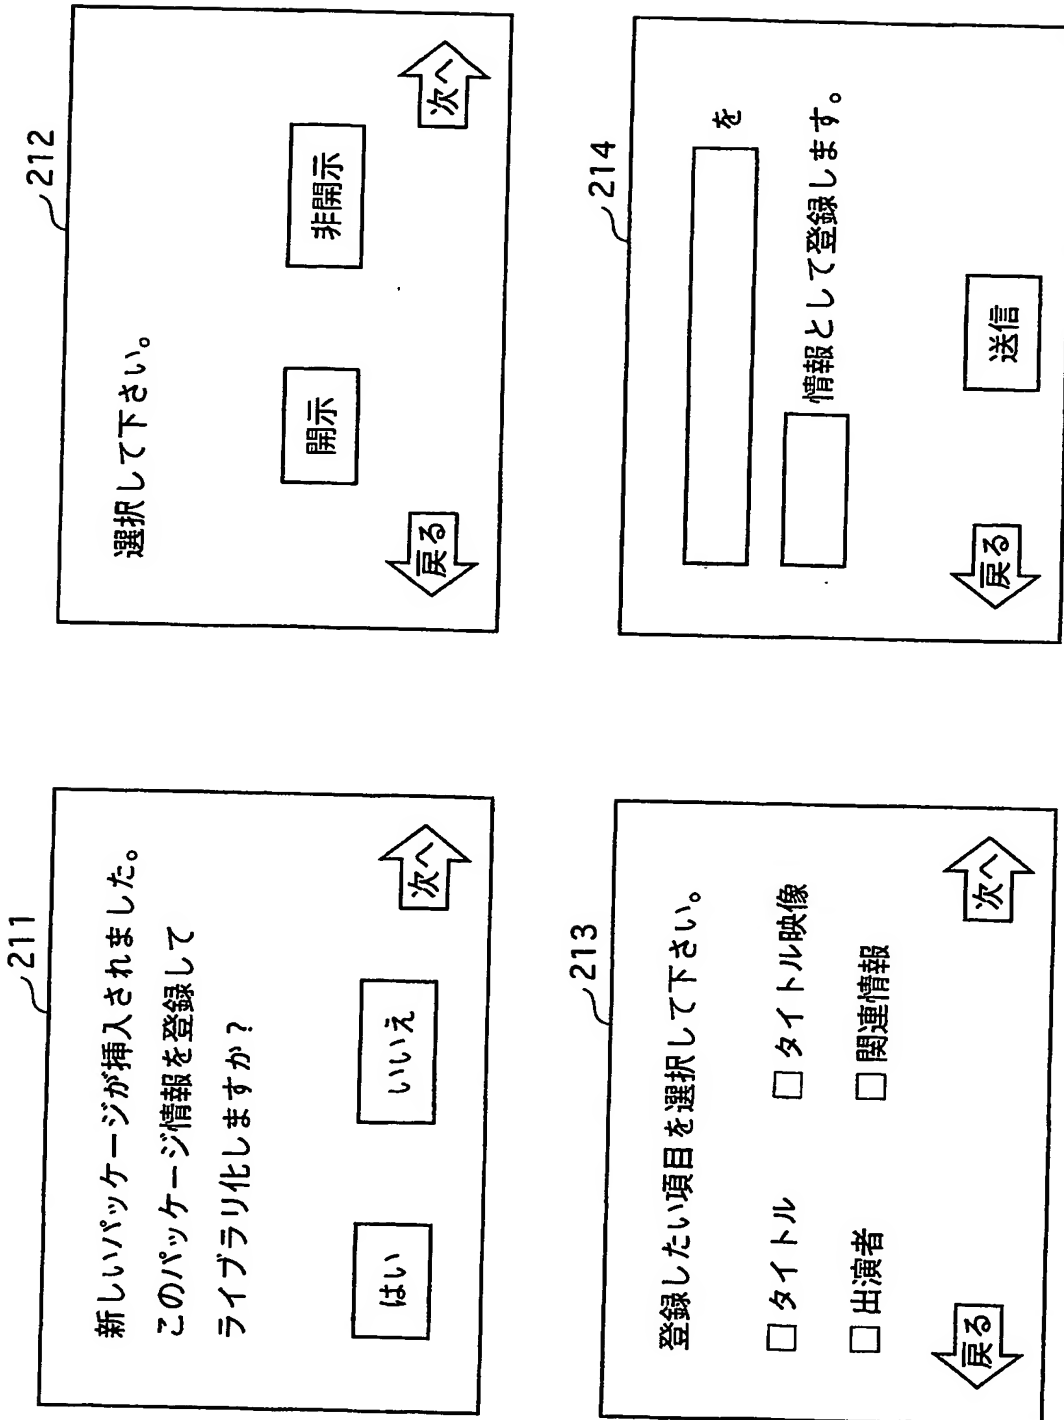 211
新しいパッケージが挿入されました。
このパッケージ情報を登録して
ライブラリ化しますか？
はい
いいえ
次へ
212
選択して下さい。
開示
非開示
戻る
次へ
213
登録したい項目を選択して下さい。
□ タイトル
□ タイトル映像
□ 出演者
□ 関連情報
戻る
次へ
214
を
情報として登録します。
送信
戻る